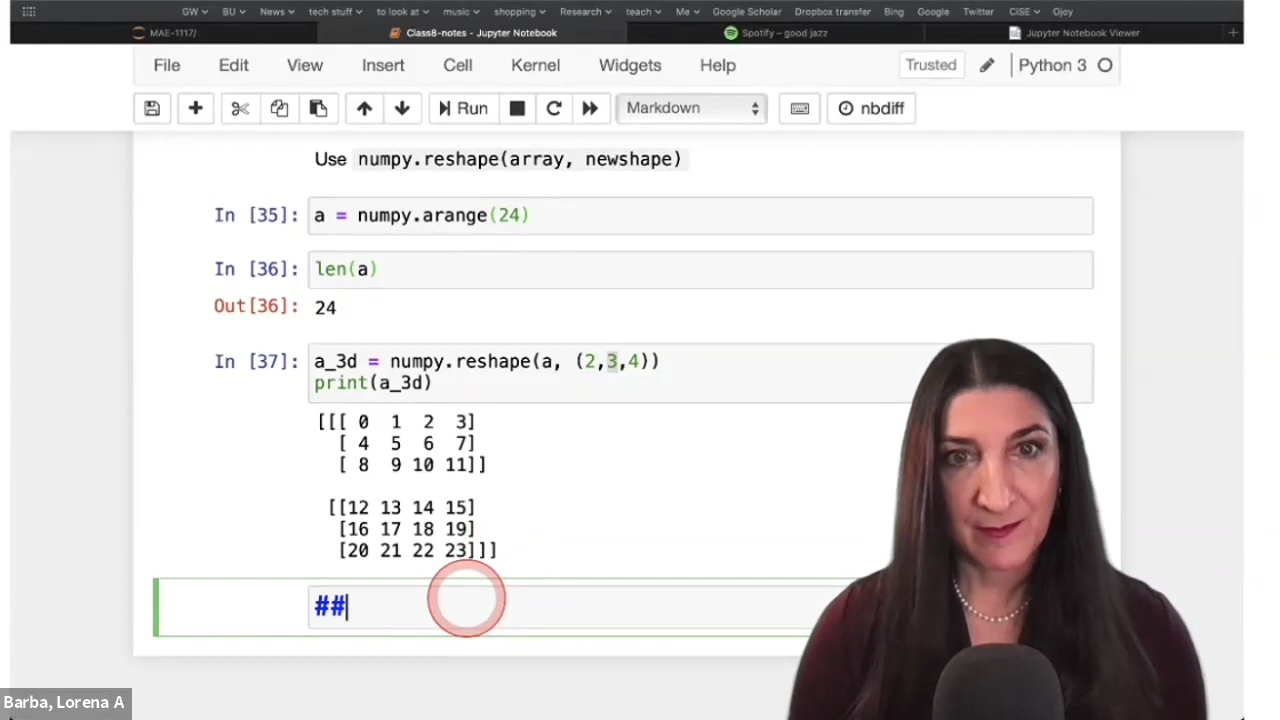 GW BU News tech stuff to look at music shopping Research teach Me Google Scholar Dropbox transfer Bing Google Twitter CISE Ojoy
MAE-1117/ Class8-notes - Jupyter Notebook Spotify – good jazz Jupyter Notebook Viewer +
File Edit View Insert Cell Kernel Widgets Help Trusted Python 3
Run Markdown nbdiff
Use numpy.reshape(array, newshape)
In [35]: a = numpy.arange(24)
In [36]: len(a)
Out[36]: 24
In [37]: a_3d = numpy.reshape(a, (2,3,4))
print(a_3d)
[[[ 0 1 2 3]
[ 4 5 6 7]
[ 8 9 10 11]]
[[12 13 14 15]
[16 17 18 19]
[20 21 22 23]]]
##
Barba, Lorena A